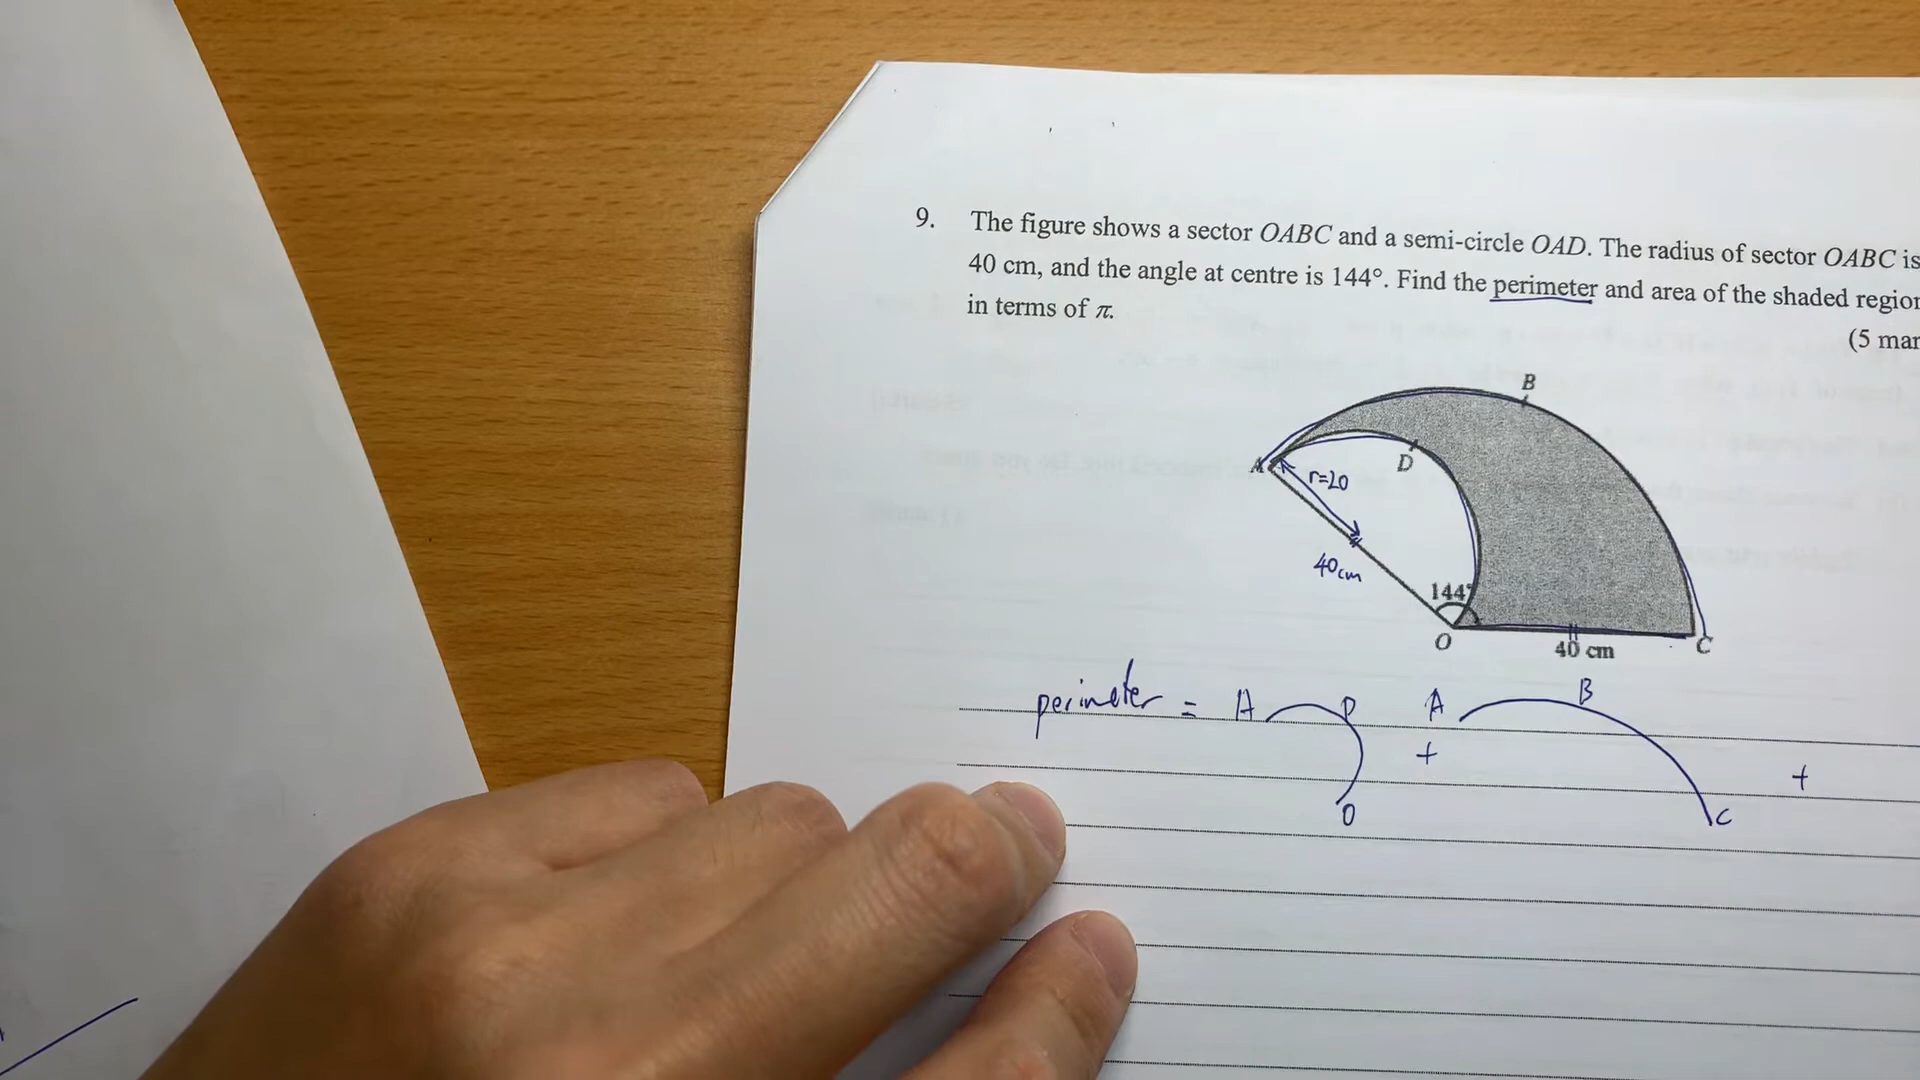 9. The figure shows a sector OABC and a semi-circle OAD. The radius of sector OABC is
40 cm, and the angle at centre is 144°. Find the perimeter and area of the shaded region
in terms of π.
(5 mar
B
A
D
r=20
40cm
144°
O
40 cm
C
perimeter = A D O + A B C +